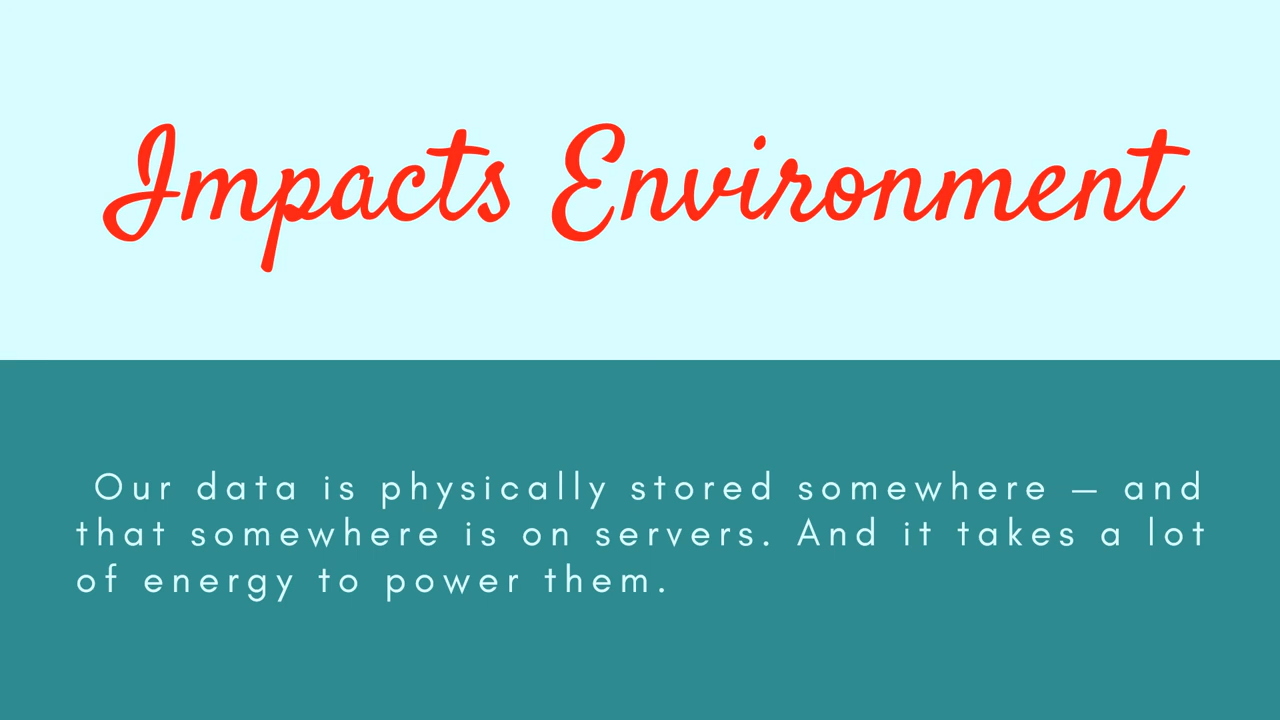 Impacts Environment
Our data is physically stored somewhere — and
that somewhere is on servers. And it takes a lot
of energy to power them.